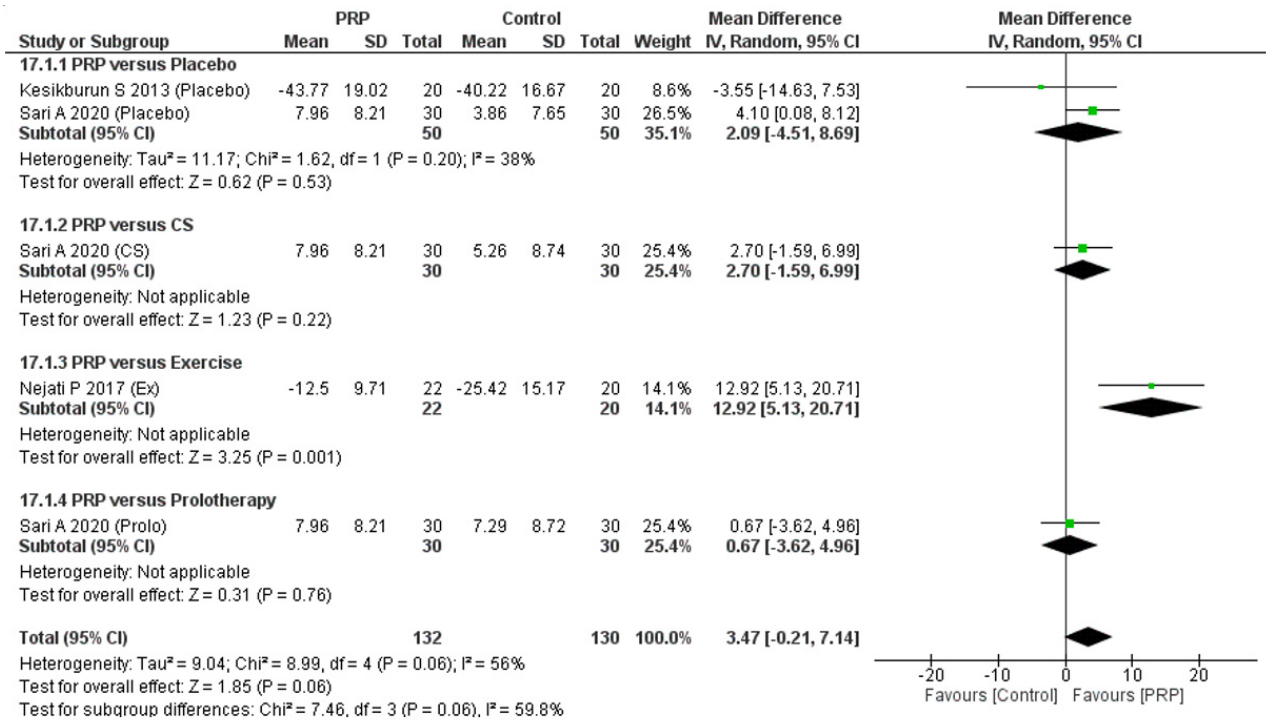 PRP Control Mean Difference Mean Difference
Study or Subgroup Mean SD Total Mean SD Total Weight IV, Random, 95% CI IV, Random, 95% CI
17.1.1 PRP versus Placebo
Kesikburun S 2013 (Placebo) -43.77 19.02 20 -40.22 16.67 20 8.6% -3.55 [-14.63, 7.53]
Sari A 2020 (Placebo) 7.96 8.21 30 3.86 7.65 30 26.5% 4.10 [0.08, 8.12]
Subtotal (95% CI) 50 50 35.1% 2.09 [-4.51, 8.69]
Heterogeneity: Tau² = 11.17; Chi² = 1.62, df = 1 (P = 0.20); I² = 38%
Test for overall effect: Z = 0.62 (P = 0.53)
17.1.2 PRP versus CS
Sari A 2020 (CS) 7.96 8.21 30 5.26 8.74 30 25.4% 2.70 [-1.59, 6.99]
Subtotal (95% CI) 30 30 25.4% 2.70 [-1.59, 6.99]
Heterogeneity: Not applicable
Test for overall effect: Z = 1.23 (P = 0.22)
17.1.3 PRP versus Exercise
Nejati P 2017 (Ex) -12.5 9.71 22 -25.42 15.17 20 14.1% 12.92 [5.13, 20.71]
Subtotal (95% CI) 22 20 14.1% 12.92 [5.13, 20.71]
Heterogeneity: Not applicable
Test for overall effect: Z = 3.25 (P = 0.001)
17.1.4 PRP versus Prolotherapy
Sari A 2020 (Prolo) 7.96 8.21 30 7.29 8.72 30 25.4% 0.67 [-3.62, 4.96]
Subtotal (95% CI) 30 30 25.4% 0.67 [-3.62, 4.96]
Heterogeneity: Not applicable
Test for overall effect: Z = 0.31 (P = 0.76)
Total (95% CI) 132 130 100.0% 3.47 [-0.21, 7.14]
Heterogeneity: Tau² = 9.04; Chi² = 8.99, df = 4 (P = 0.06); I² = 56%
Test for overall effect: Z = 1.85 (P = 0.06)
Test for subgroup differences: Chi² = 7.46, df = 3 (P = 0.06), I² = 59.8%
-20 -10 0 10 20
Favours [Control] Favours [PRP]